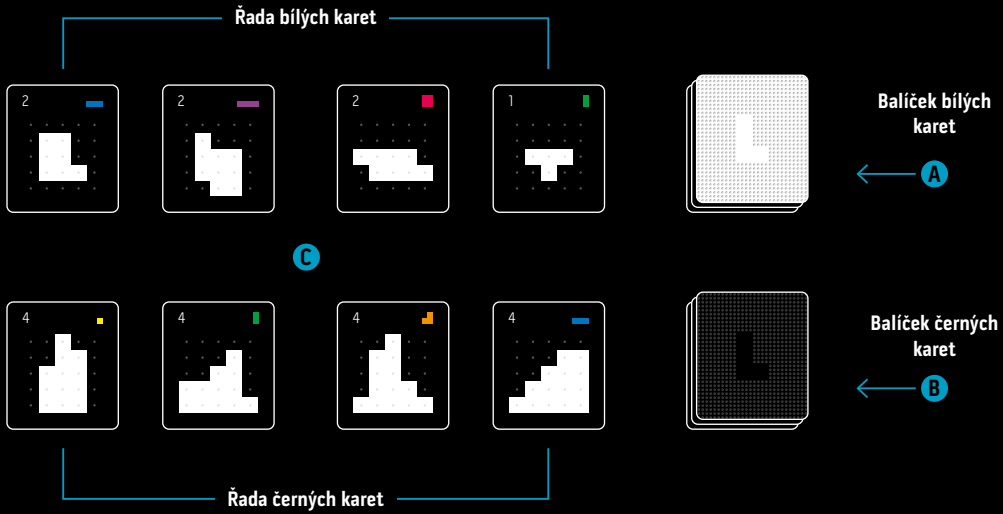 Řada bílých karet
2
2
2
1
Balíček bílých
karet
A
C
4
4
4
4
Balíček černých
karet
B
Řada černých karet